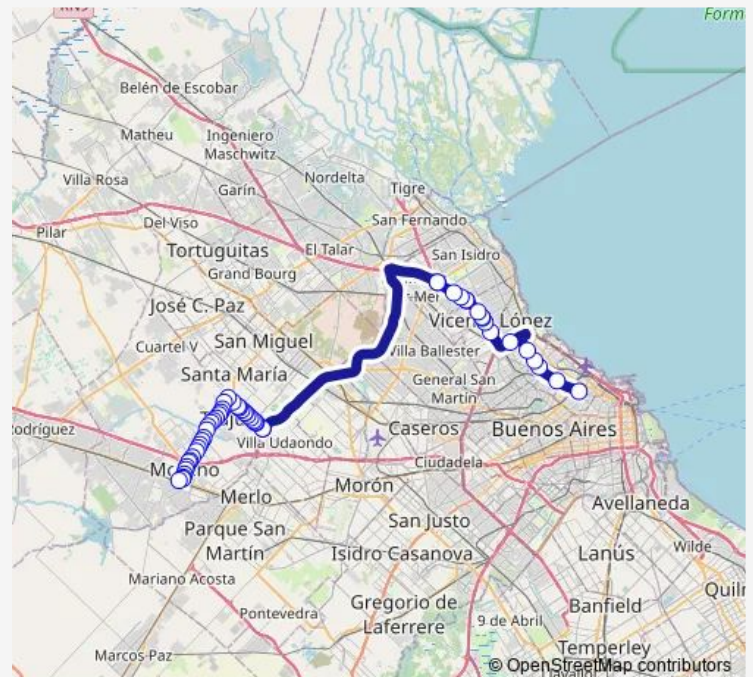 RN9
Form
Belén de Escobar
Matheu
Ingeniero
Maschwitz
Villa Rosa
Garín
Nordelta
Tigre
San Fernando
Pilar
Del Viso
Tortuguitas
El Talar
San Isidro
Grand Bourg
José C. Paz
Vicente López
Cuartel V
San Miguel
Villa Ballester
Santa María
General San
Martín
Rodríguez
Caseros
Buenos Aires
Villa Udaondo
Ciudadela
Moreno
Merlo
Morón
Avellaneda
San Justo
Parque San
Martín
Isidro Casanova
Lanús
Wilde
Mariano Acosta
Gregorio de
Laferrere
Banfield
Quilm
Pontevedra
9 de Abril
Marcos Paz
Temperley
© OpenStreetMap contributors